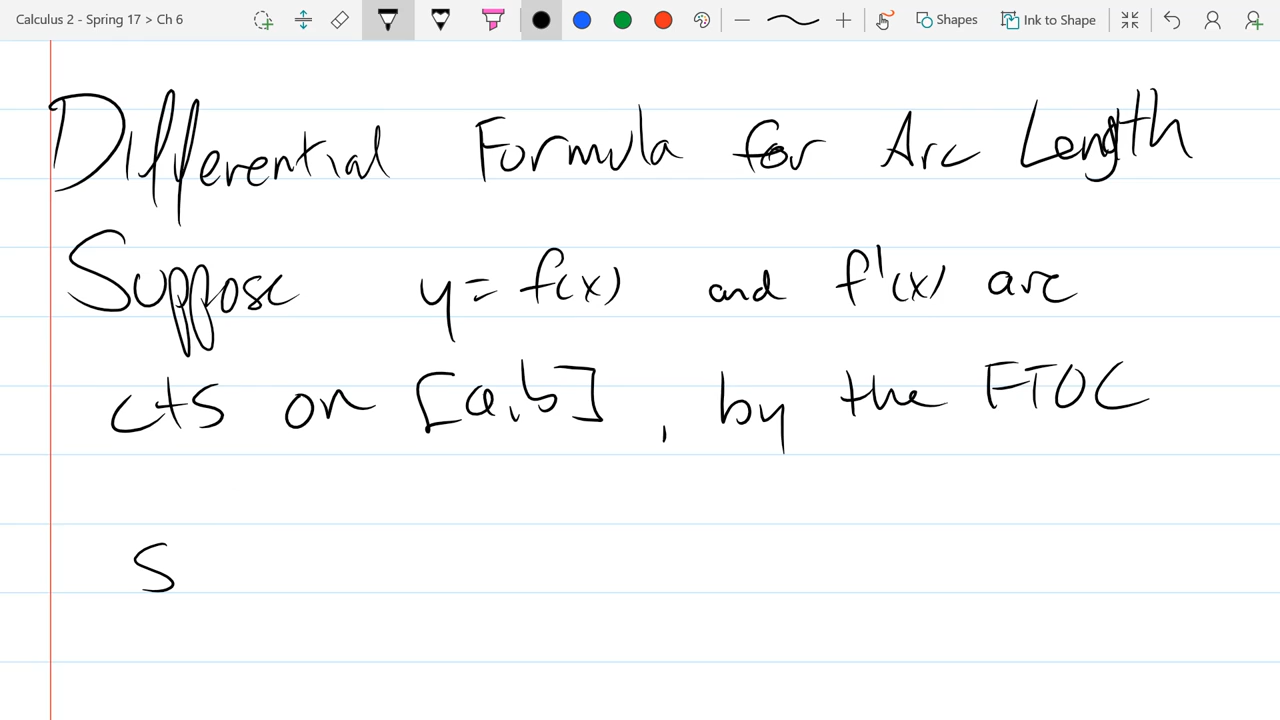 Calculus 2 - Spring 17 > Ch 6 Shapes Ink to Shape
Differential Formula for Arc Length
Suppose y = f(x) and f'(x) are
cts on [a,b], by the FTOC
S